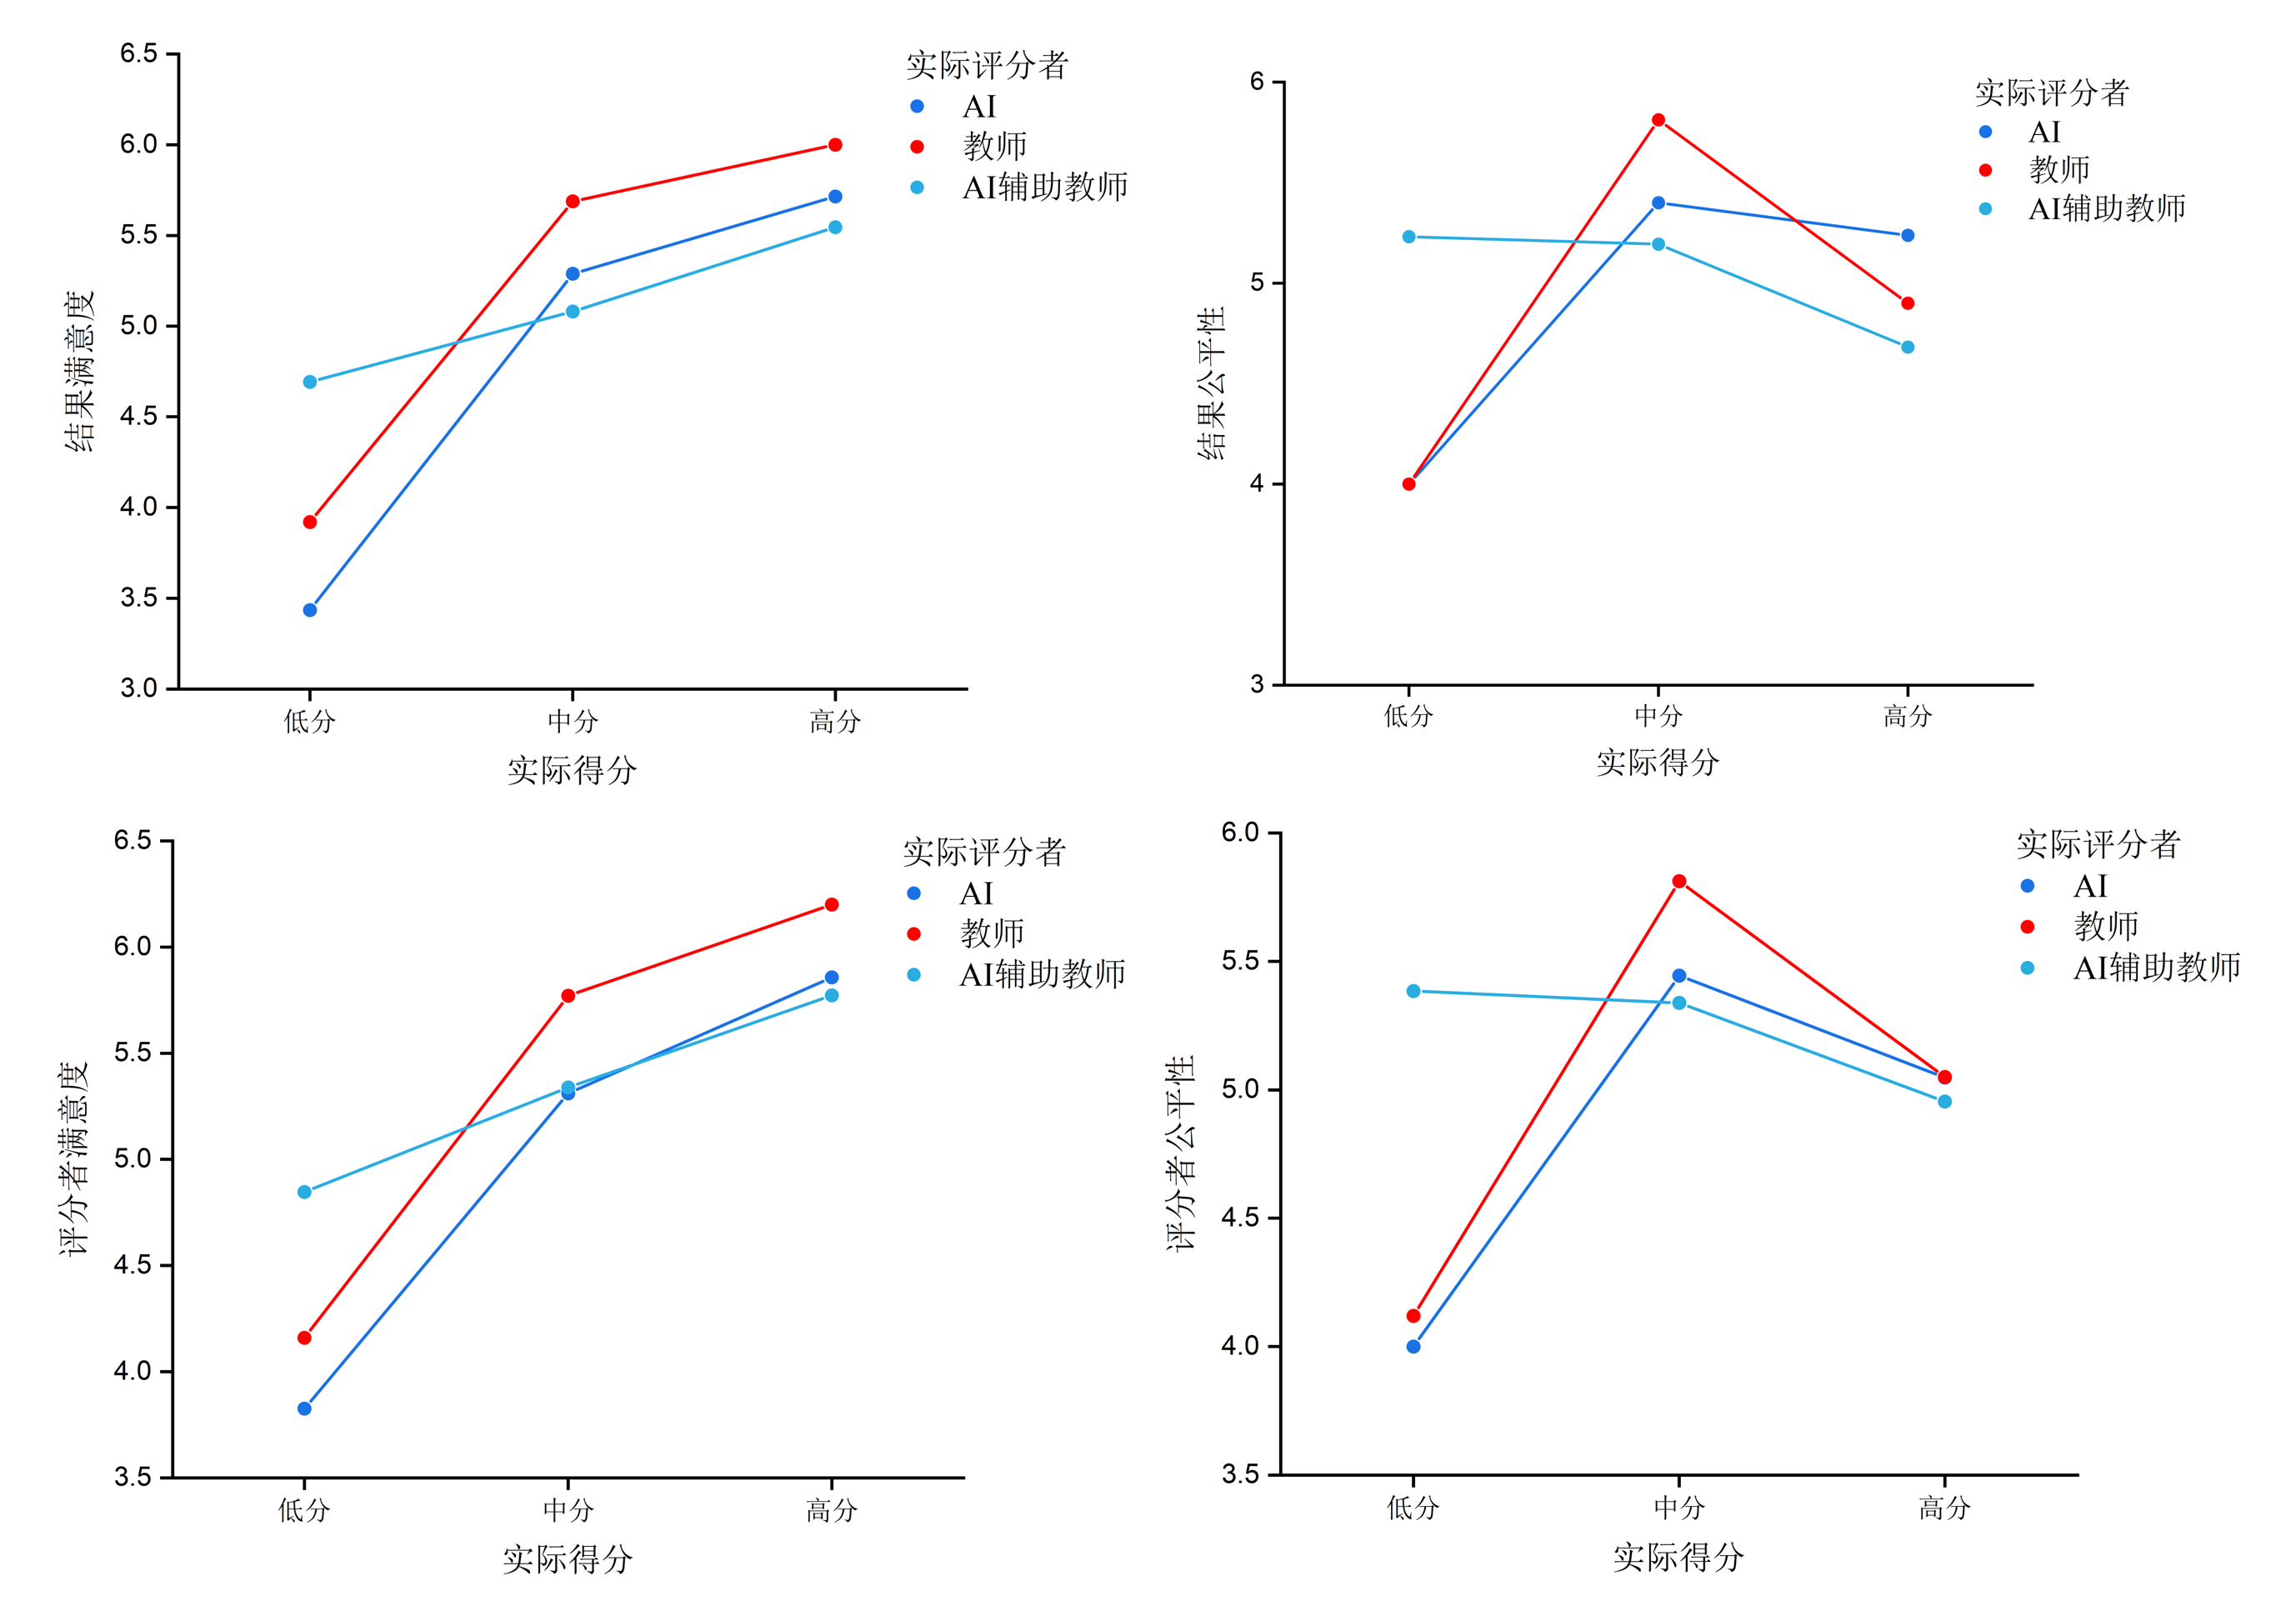 实际评分者
AI
教师
AI辅助教师
6.5
6.0
5.5
5.0
4.5
4.0
3.5
3.0
结果满意度
低分 中分 高分
实际得分
实际评分者
AI
教师
AI辅助教师
6
5
4
3
结果公平性
低分 中分 高分
实际得分
实际评分者
AI
教师
AI辅助教师
6.5
6.0
5.5
5.0
4.5
4.0
3.5
评分者满意度
低分 中分 高分
实际得分
实际评分者
AI
教师
AI辅助教师
6.0
5.5
5.0
4.5
4.0
3.5
评分者公平性
低分 中分 高分
实际得分